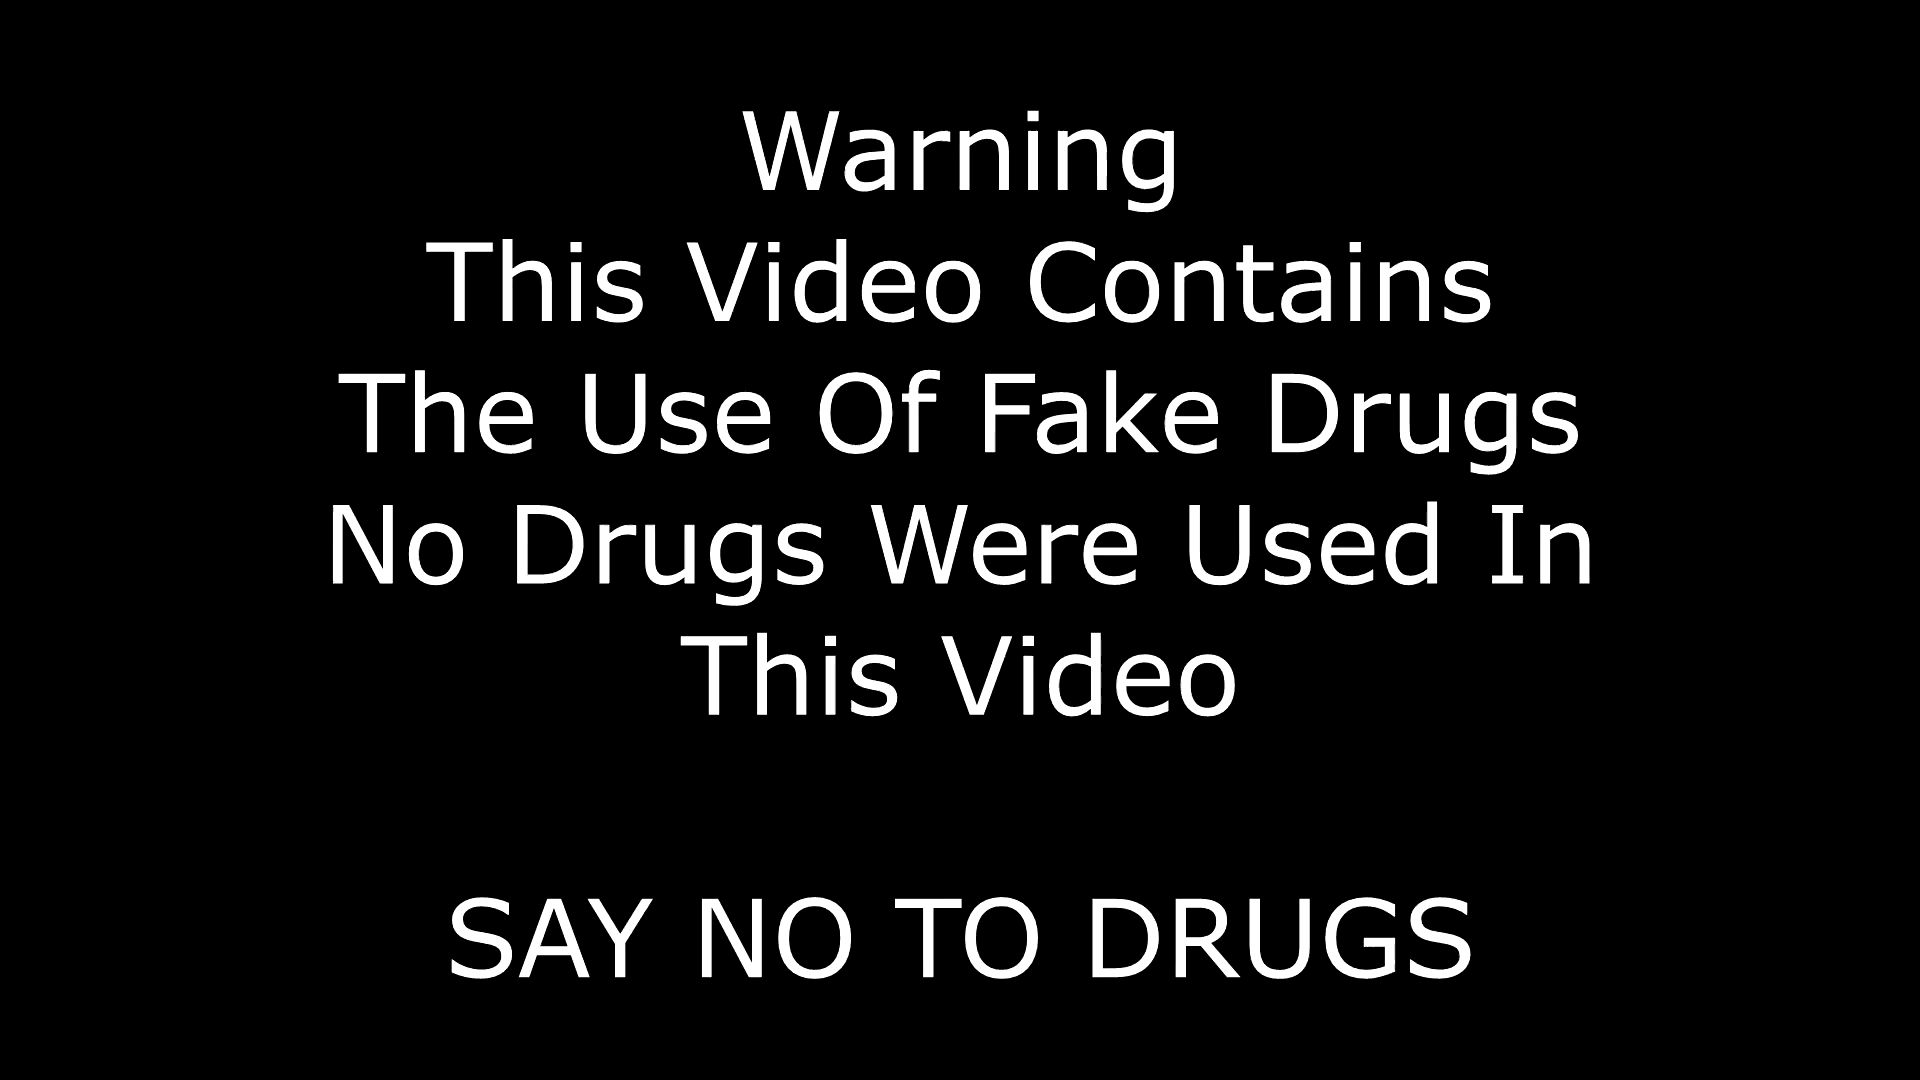 Warning
This Video Contains
The Use Of Fake Drugs
No Drugs Were Used In
This Video
SAY NO TO DRUGS